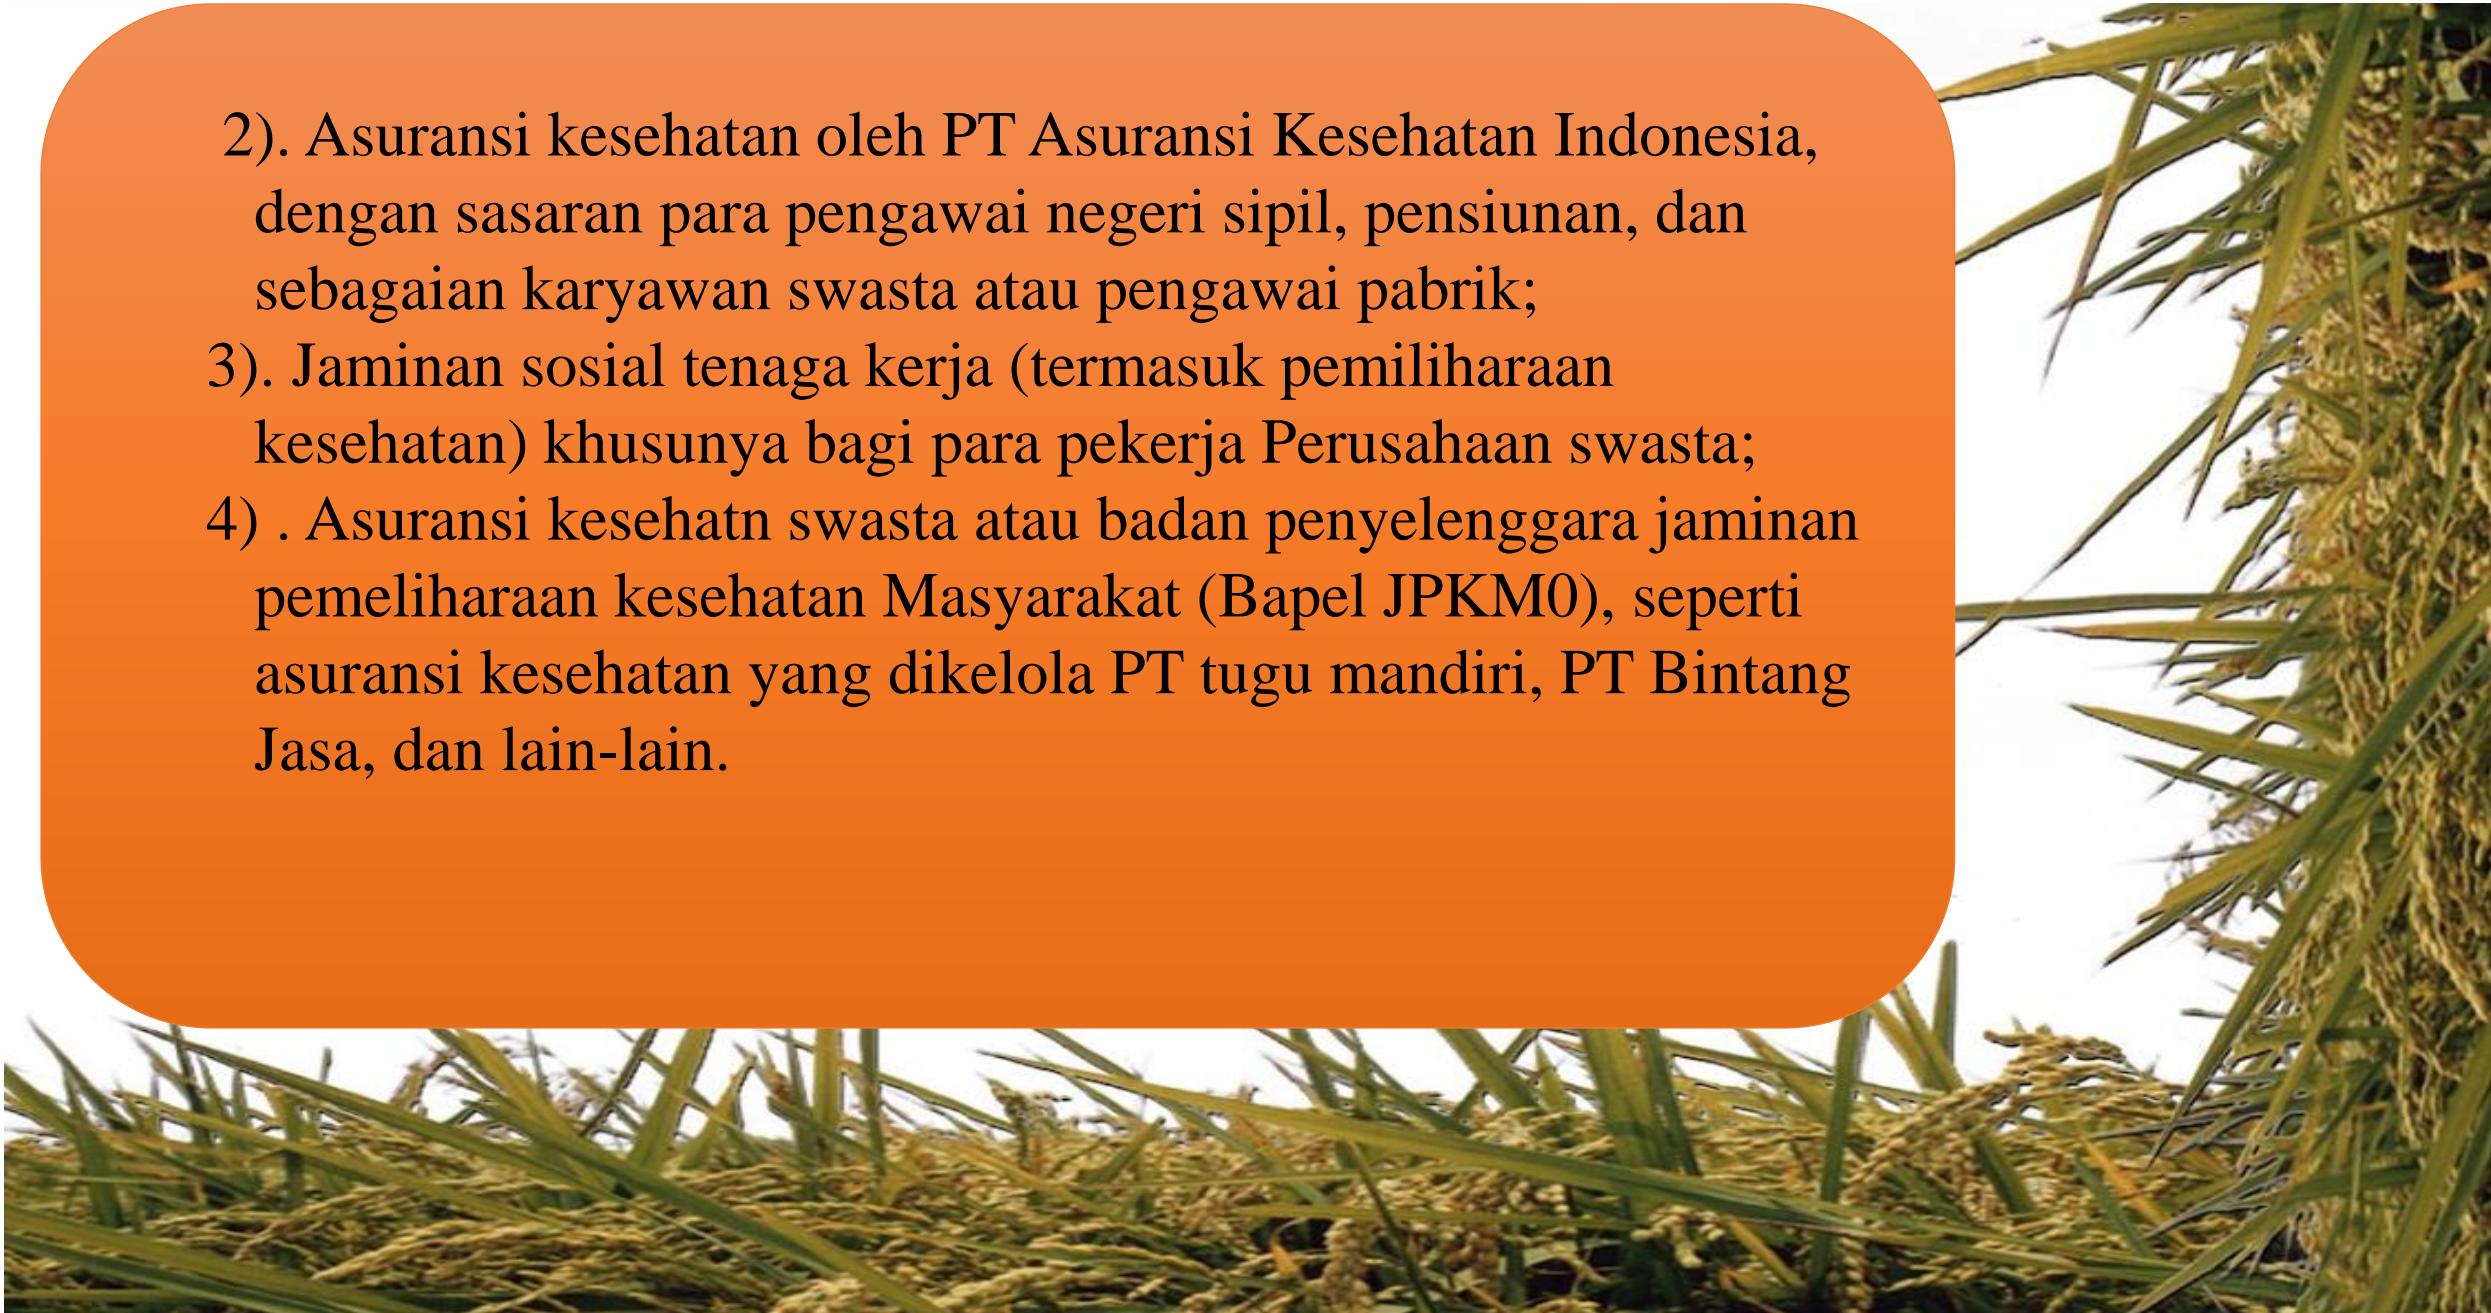 2). Asuransi kesehatan oleh PT Asuransi Kesehatan Indonesia,
dengan sasaran para pengawai negeri sipil, pensiunan, dan
sebagaian karyawan swasta atau pengawai pabrik;
3). Jaminan sosial tenaga kerja (termasuk pemiliharaan
kesehatan) khusunya bagi para pekerja Perusahaan swasta;
4) . Asuransi kesehatn swasta atau badan penyelenggara jaminan
pemeliharaan kesehatan Masyarakat (Bapel JPKM0), seperti
asuransi kesehatan yang dikelola PT tugu mandiri, PT Bintang
Jasa, dan lain-lain.